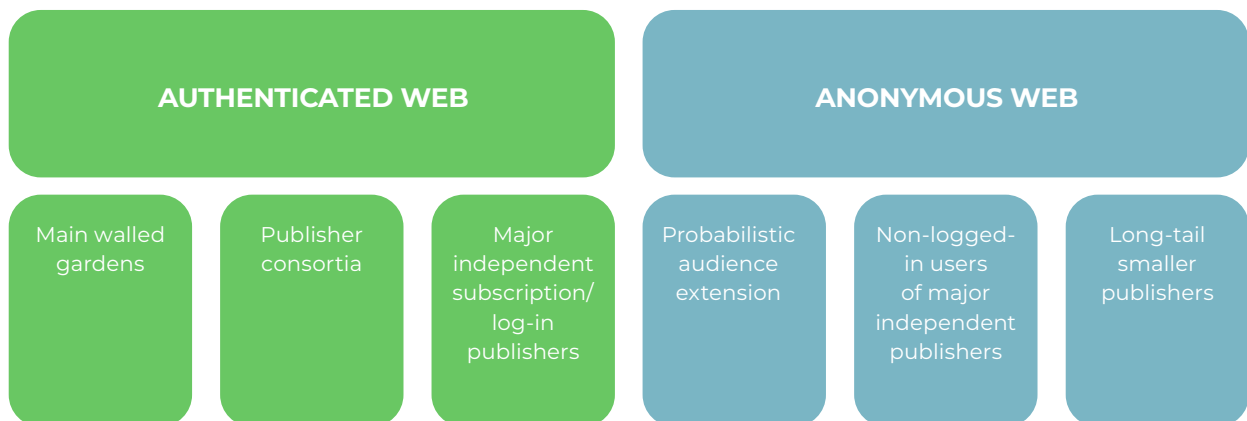 AUTHENTICATED WEB
ANONYMOUS WEB
Main walled
gardens
Publisher
consortia
Major
independent
subscription/
log-in
publishers
Probabilistic
audience
extension
Non-logged-
in users
of major
independent
publishers
Long-tail
smaller
publishers